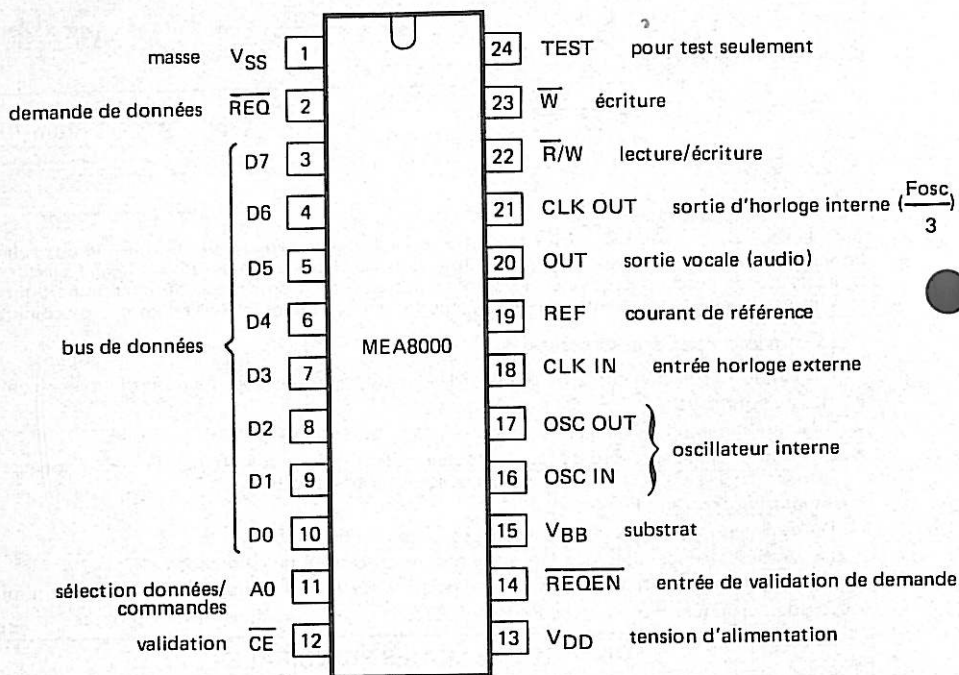 masse VSS 1
demande de données REQ 2
D7 3
D6 4
D5 5
D4 6
bus de données
D3 7
D2 8
D1 9
D0 10
sélection données/
commandes A0 11
validation CE 12
MEA8000
24 TEST pour test seulement
23 W écriture
22 R/W lecture/écriture
21 CLK OUT sortie d'horloge interne (Fosc)
3
20 OUT sortie vocale (audio)
19 REF courant de référence
18 CLK IN entrée horloge externe
17 OSC OUT
oscillateur interne
16 OSC IN
15 VBB substrat
14 REQEN entrée de validation de demande
13 VDD tension d'alimentation